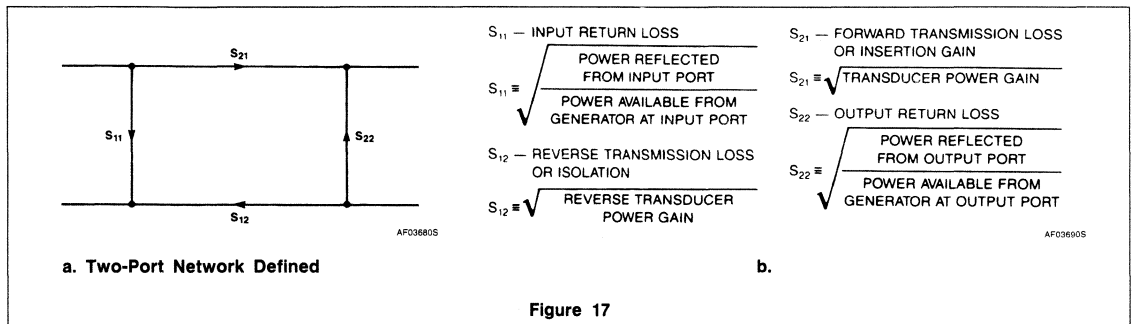 S21
S11
S22
S12
AF03680S
a. Two-Port Network Defined
S11 — INPUT RETURN LOSS
S11 ≡ √
POWER REFLECTED
FROM INPUT PORT
POWER AVAILABLE FROM
GENERATOR AT INPUT PORT
S12 — REVERSE TRANSMISSION LOSS
OR ISOLATION
S12 ≡ √
REVERSE TRANSDUCER
POWER GAIN
S21 — FORWARD TRANSMISSION LOSS
OR INSERTION GAIN
S21 ≡ √ TRANSDUCER POWER GAIN
S22 — OUTPUT RETURN LOSS
S22 ≡ √
POWER REFLECTED
FROM OUTPUT PORT
POWER AVAILABLE FROM
GENERATOR AT OUTPUT PORT
AF03690S
b.
Figure 17